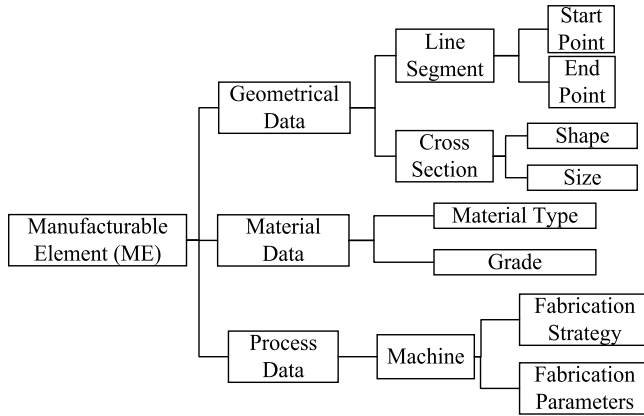 Manufacturable
Element (ME)
Geometrical
Data
Line
Segment
Start
Point
End
Point
Cross
Section
Shape
Size
Material
Data
Material Type
Grade
Process
Data
Machine
Fabrication
Strategy
Fabrication
Parameters